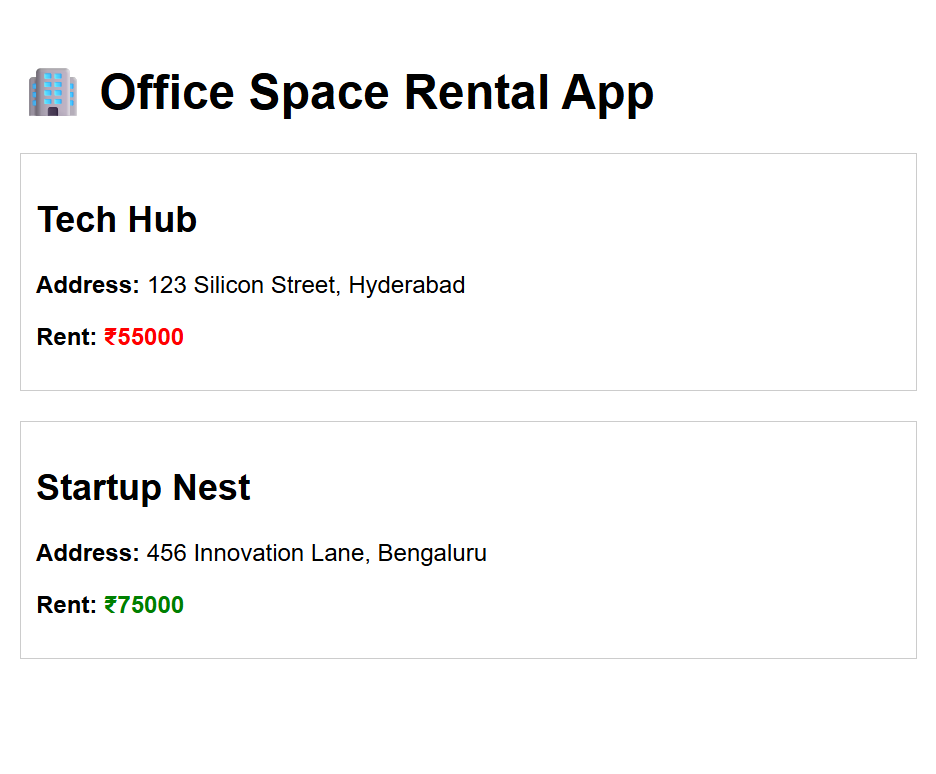 🏢 Office Space Rental App
Tech Hub
Address: 123 Silicon Street, Hyderabad
Rent: ₹55000
Startup Nest
Address: 456 Innovation Lane, Bengaluru
Rent: ₹75000